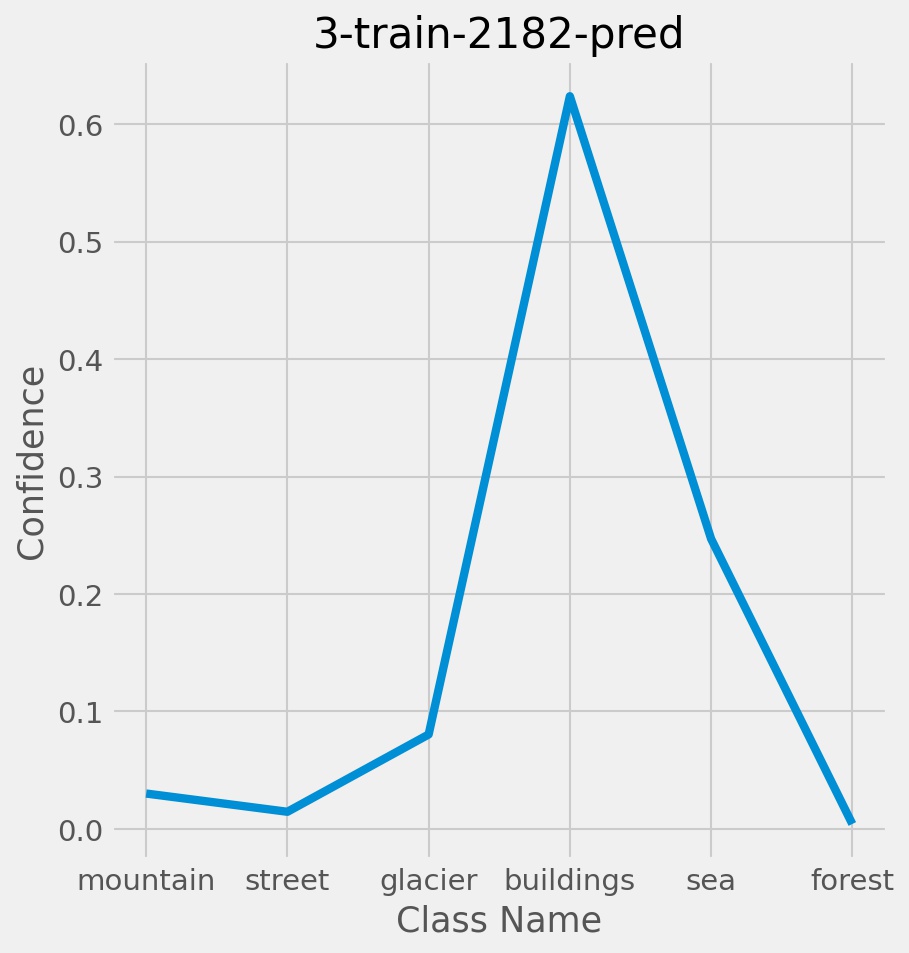 3-train-2182-pred
Confidence
0.6
0.5
0.4
0.3
0.2
0.1
0.0
mountain street glacier buildings sea forest
Class Name